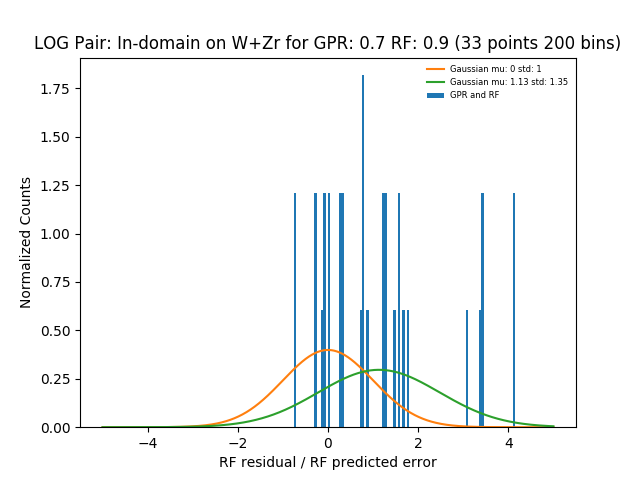 LOG Pair: In-domain on W+Zr for GPR: 0.7 RF: 0.9 (33 points 200 bins)
Gaussian mu: 0 std: 1
Gaussian mu: 1.13 std: 1.35
GPR and RF
Normalized Counts
1.75
1.50
1.25
1.00
0.75
0.50
0.25
0.00
−4 −2 0 2 4
RF residual / RF predicted error